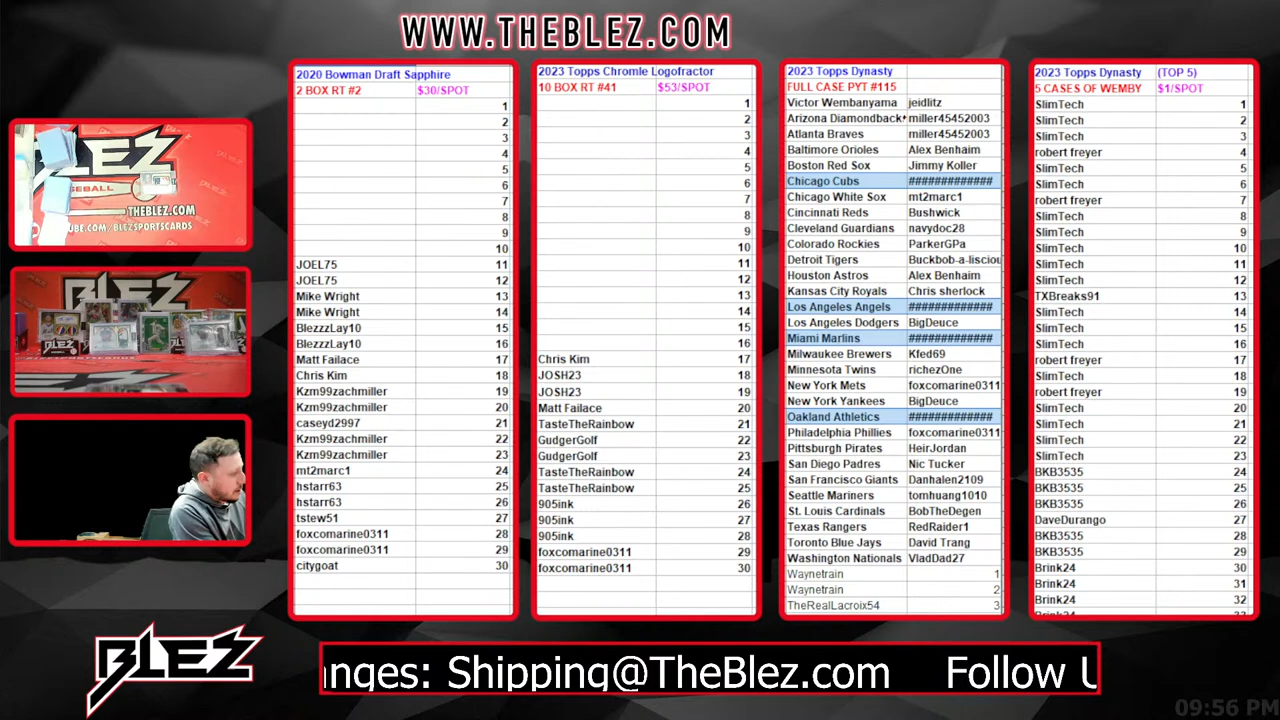 WWW.THEBLEZ.COM
BLEZ
BASEBALL
THEBLEZ.COM
UBE.COM/BLEZSPORTSCARDS
BLEZ
2020 Bowman Draft Sapphire
2 BOX RT #2 $30/SPOT
1
2
3
4
5
6
7
8
9
10
JOEL75 11
JOEL75 12
Mike Wright 13
Mike Wright 14
BlezzzLay10 15
BlezzzLay10 16
Matt Failace 17
Chris Kim 18
Kzm99zachmiller 19
Kzm99zachmiller 20
caseyd2997 21
Kzm99zachmiller 22
Kzm99zachmiller 23
mt2marc1 24
hstarr63 25
hstarr63 26
tstew51 27
foxcomarine0311 28
foxcomarine0311 29
citygoat 30
2023 Topps Chromle Logofractor
10 BOX RT #41 $53/SPOT
1
2
3
4
5
6
7
8
9
10
11
12
13
14
15
16
Chris Kim 17
JOSH23 18
JOSH23 19
Matt Failace 20
TasteTheRainbow 21
GudgerGolf 22
GudgerGolf 23
TasteTheRainbow 24
TasteTheRainbow 25
905ink 26
905ink 27
905ink 28
foxcomarine0311 29
foxcomarine0311 30
2023 Topps Dynasty
FULL CASE PYT #115
Victor Wembanyama jeidlitz
Arizona Diamondback miller45452003
Atlanta Braves miller45452003
Baltimore Orioles Alex Benhaim
Boston Red Sox Jimmy Koller
Chicago Cubs #############
Chicago White Sox mt2marc1
Cincinnati Reds Bushwick
Cleveland Guardians navydoc28
Colorado Rockies ParkerGPa
Detroit Tigers Buckbob-a-lisciou
Houston Astros Alex Benhaim
Kansas City Royals Chris sherlock
Los Angeles Angels #############
Los Angeles Dodgers BigDeuce
Miami Marlins #############
Milwaukee Brewers Kfed69
Minnesota Twins richezOne
New York Mets foxcomarine0311
New York Yankees BigDeuce
Oakland Athletics #############
Philadelphia Phillies foxcomarine0311
Pittsburgh Pirates HeirJordan
San Diego Padres Nic Tucker
San Francisco Giants Danhalen2109
Seattle Mariners tomhuang1010
St. Louis Cardinals BobTheDegen
Texas Rangers RedRaider1
Toronto Blue Jays David Trang
Washington Nationals VladDad27
Waynetrain 1
Waynetrain 2
TheRealLacroix54 3
2023 Topps Dynasty (TOP 5)
5 CASES OF WEMBY $1/SPOT
SlimTech 1
SlimTech 2
SlimTech 3
robert freyer 4
SlimTech 5
SlimTech 6
robert freyer 7
SlimTech 8
SlimTech 9
SlimTech 10
SlimTech 11
SlimTech 12
TXBreaks91 13
SlimTech 14
SlimTech 15
SlimTech 16
robert freyer 17
SlimTech 18
robert freyer 19
SlimTech 20
SlimTech 21
SlimTech 22
SlimTech 23
BKB3535 24
BKB3535 25
BKB3535 26
DaveDurango 27
BKB3535 28
BKB3535 29
Brink24 30
Brink24 31
Brink24 32
Brink24 33
BLEZ
anges: Shipping@TheBlez.com Follow U
09:56 PM